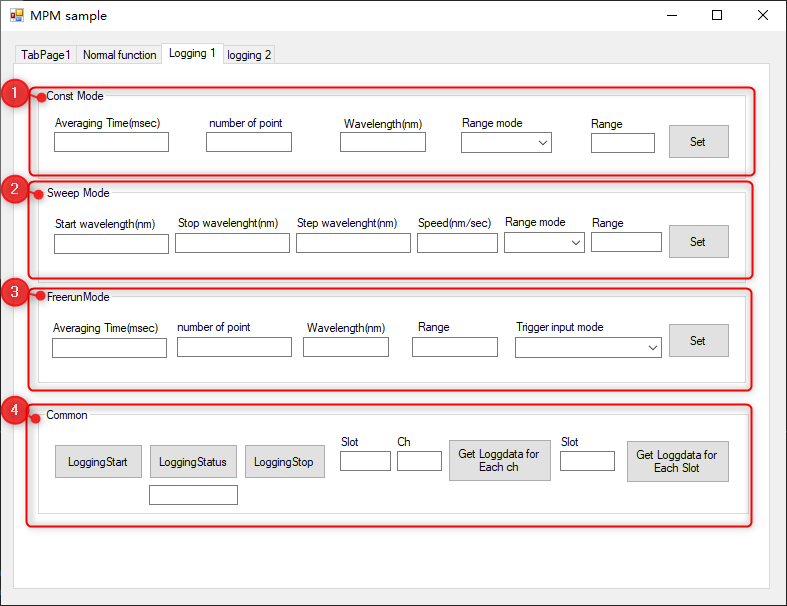 MPM sample
TabPage1 Normal function Logging 1 logging 2
1
Const Mode
Averaging Time(msec) number of point Wavelength(nm) Range mode Range
Set
2
Sweep Mode
Start wavelength(nm) Stop wavelenght(nm) Step wavelenght(nm) Speed(nm/sec) Range mode Range
Set
3
FreerunMode
Averaging Time(msec) number of point Wavelength(nm) Range Trigger input mode
Set
4
Common
Slot Ch Slot
LoggingStart LoggingStatus LoggingStop
Get Loggdata for
Each ch
Get Loggdata for
Each Slot